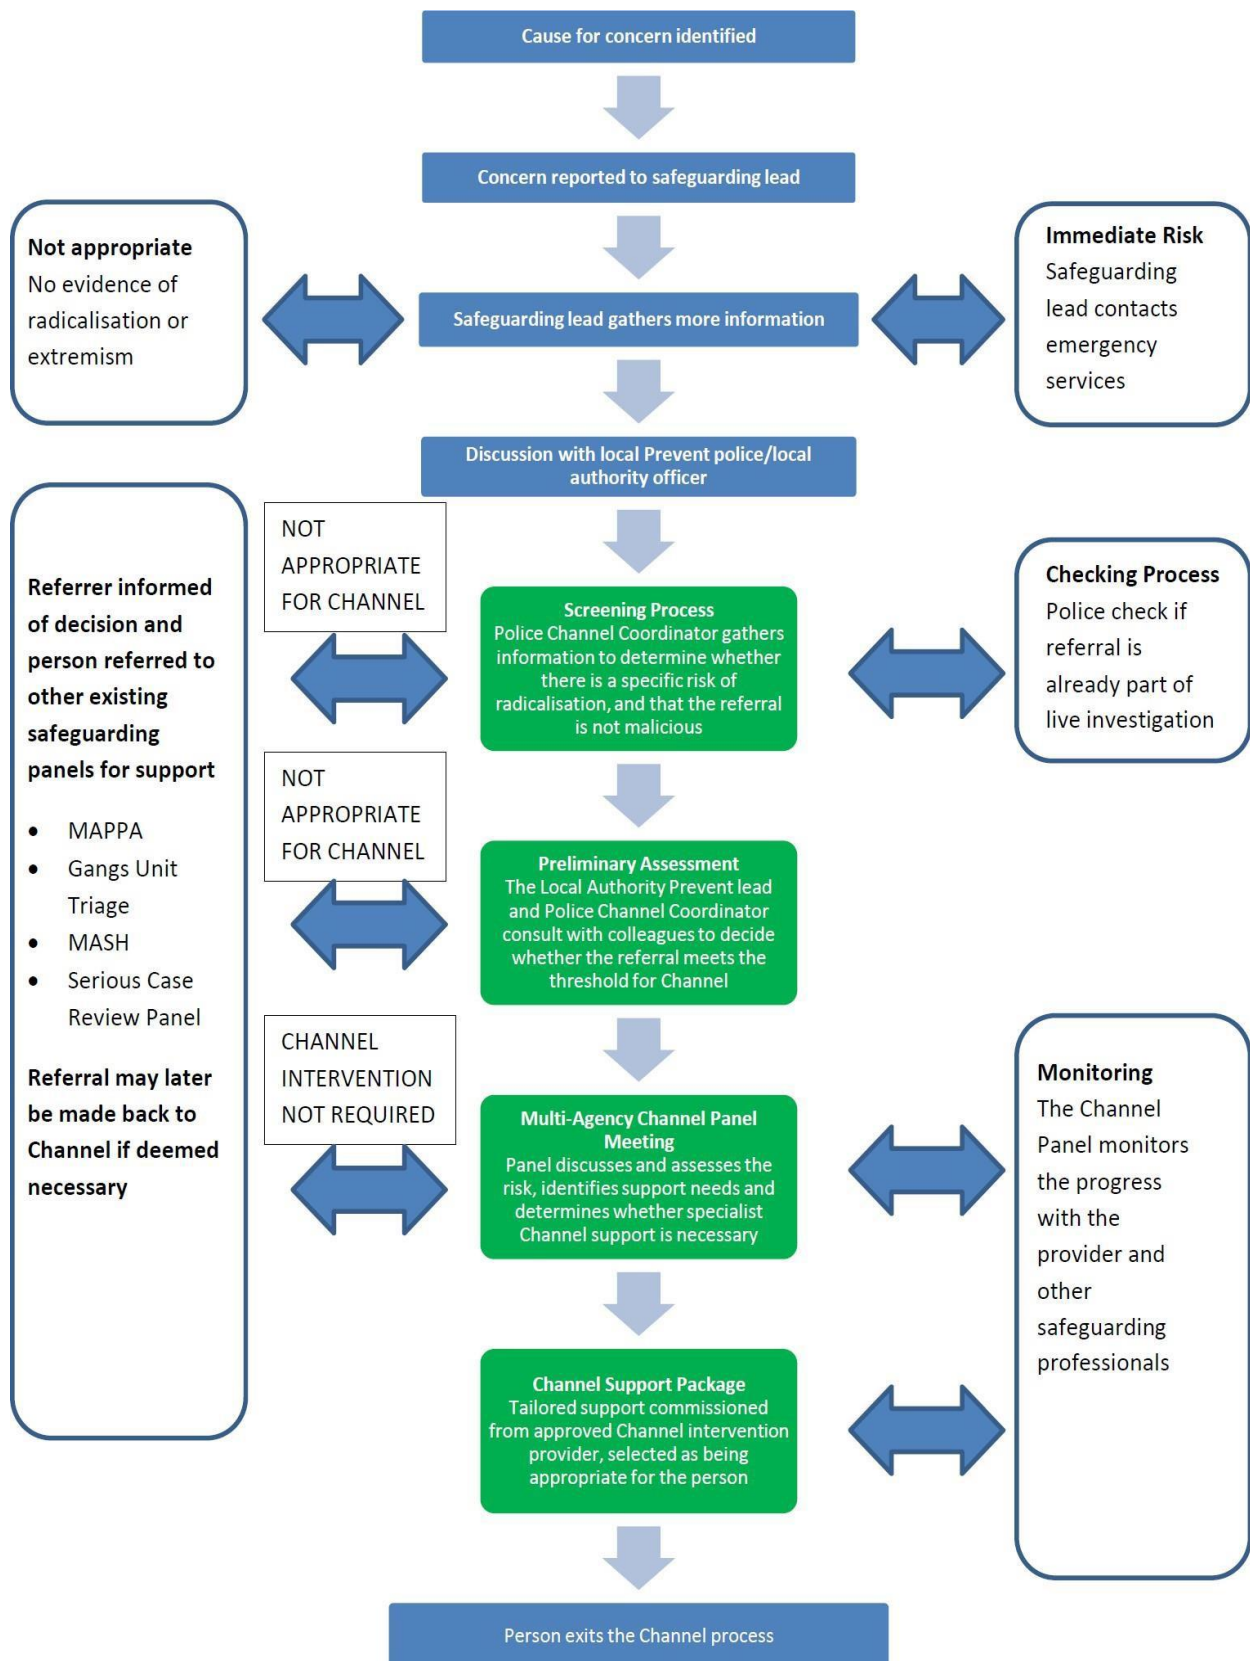 Cause for concern identified
Concern reported to safeguarding lead
Not appropriate
No evidence of
radicalisation or
extremism
Safeguarding lead gathers more information
Immediate Risk
Safeguarding
lead contacts
emergency
services
Discussion with local Prevent police/local
authority officer
Referrer informed
of decision and
person referred to
other existing
safeguarding
panels for support
• MAPPA
• Gangs Unit
Triage
• MASH
• Serious Case
Review Panel
Referral may later
be made back to
Channel if deemed
necessary
NOT
APPROPRIATE
FOR CHANNEL
Screening Process
Police Channel Coordinator gathers
information to determine whether
there is a specific risk of
radicalisation, and that the referral
is not malicious
Checking Process
Police check if
referral is
already part of
live investigation
NOT
APPROPRIATE
FOR CHANNEL
Preliminary Assessment
The Local Authority Prevent lead
and Police Channel Coordinator
consult with colleagues to decide
whether the referral meets the
threshold for Channel
CHANNEL
INTERVENTION
NOT REQUIRED
Multi-Agency Channel Panel
Meeting
Panel discusses and assesses the
risk, identifies support needs and
determines whether specialist
Channel support is necessary
Monitoring
The Channel
Panel monitors
the progress
with the
provider and
other
safeguarding
professionals
Channel Support Package
Tailored support commissioned
from approved Channel intervention
provider, selected as being
appropriate for the person
Person exits the Channel process